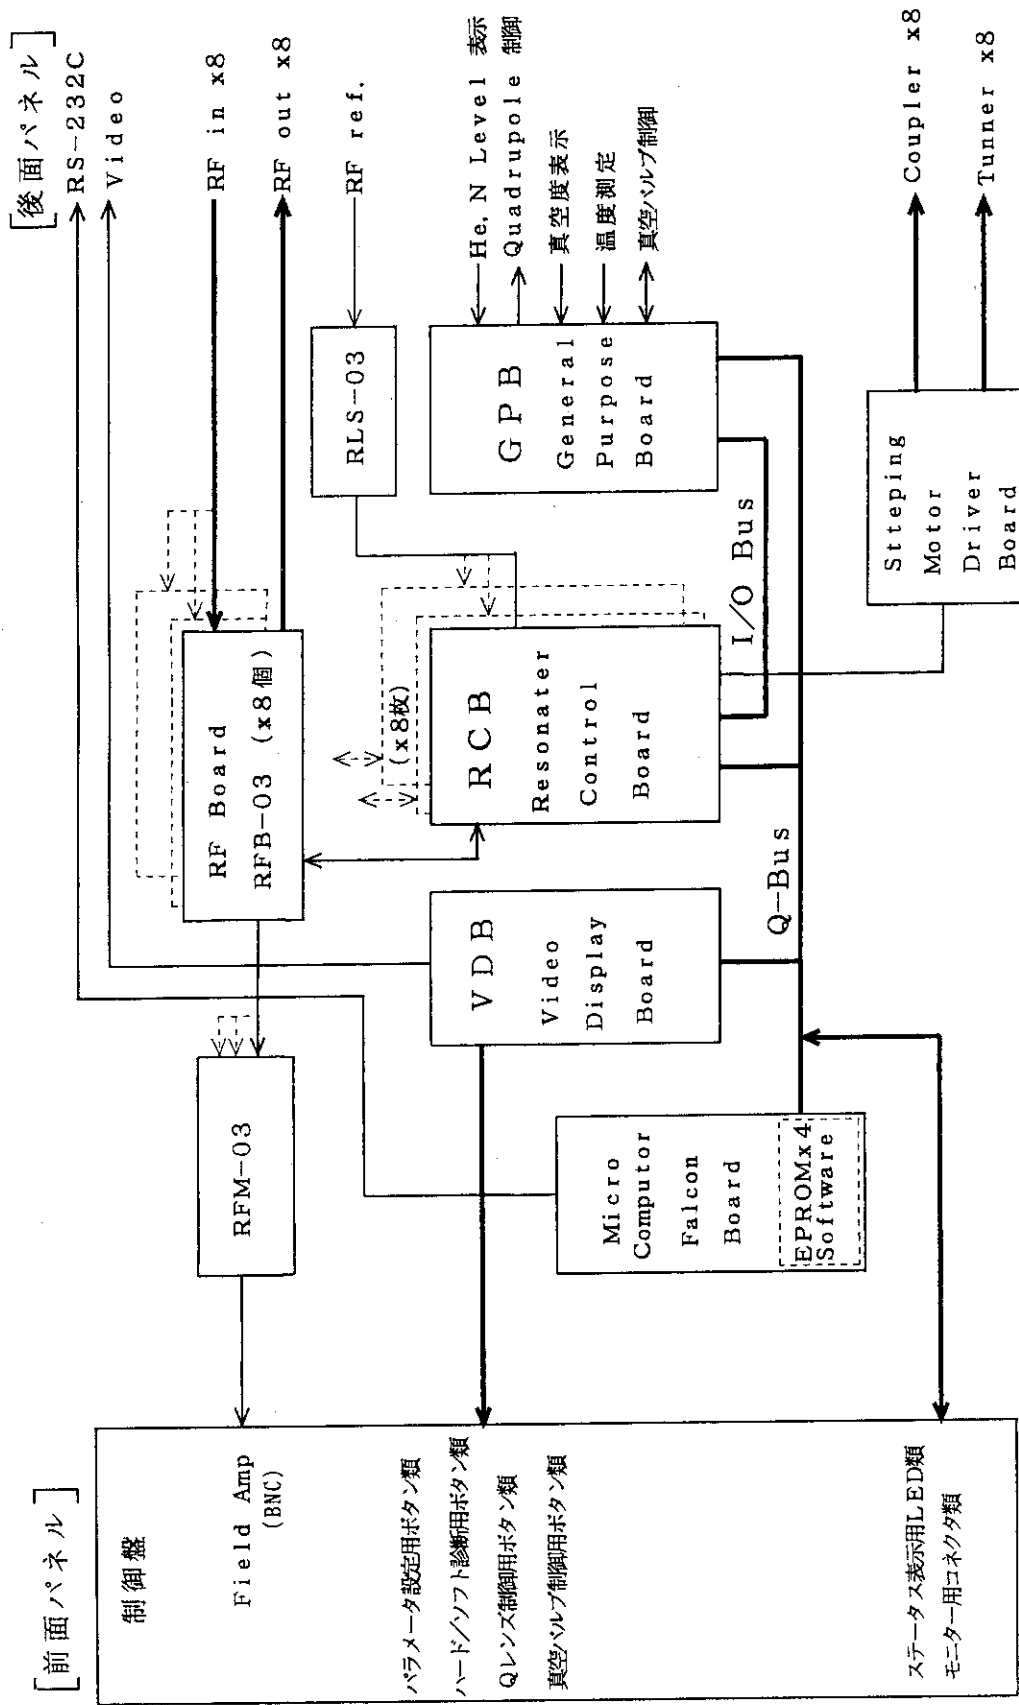 [前面パネル]
制御盤
Field Amp
(BNC)
パラメータ設定用ボタン類
ハード/ソフト診断用ボタン類
Qレンズ制御用ボタン類
真空バルブ制御用ボタン類
ステータス表示用LED類
モニター用コネクタ類
RFM-03
Micro
Computor
Falcon
Board
EPROMx4
Software
VDB
Video
Display
Board
Q-Bus
RF Board
RFB-03 (x8個)
(x8枚)
RCB
Resonater
Control
Board
I/O Bus
RLS-03
GPB
General
Purpose
Board
Stteping
Motor
Driver
Board
[後面パネル]
RS-232C
Video
RF in x8
RF out x8
RF ref.
He, N Level 表示
Quadrupole 制御
真空度表示
温度測定
真空バルブ制御
Coupler x8
Tunner x8